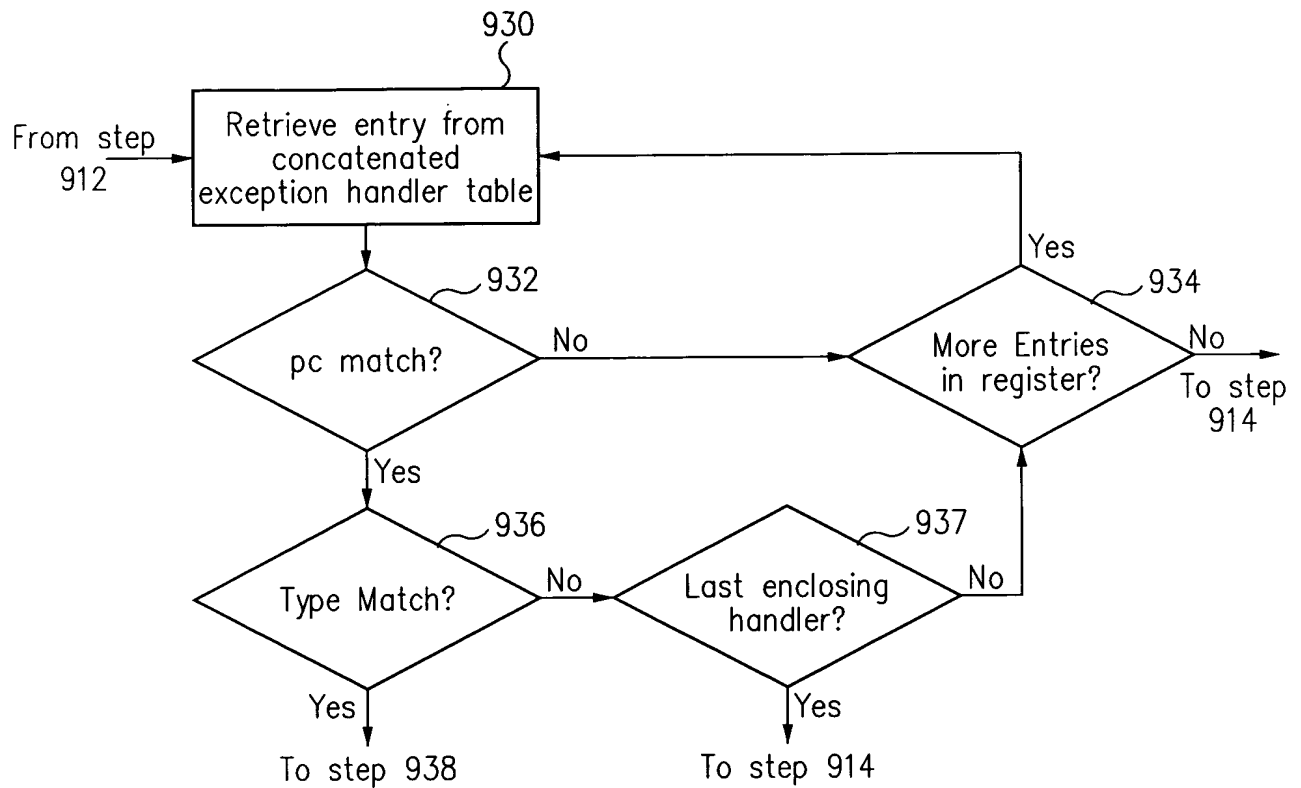 930
From step
912
Retrieve entry from
concatenated
exception handler table
Yes
932
934
pc match?
No
More Entries
in register?
No
To step
914
Yes
936
937
Type Match?
No
Last enclosing
handler?
No
Yes
Yes
To step 938
To step 914